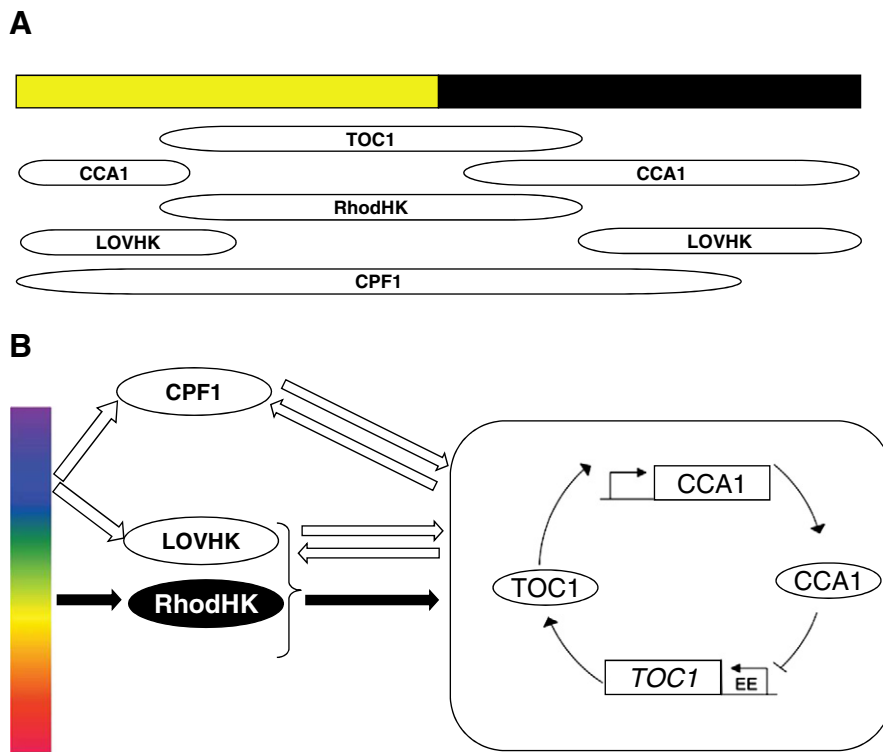 A
TOC1
CCA1 CCA1
RhodHK
LOVHK LOVHK
CPF1
B
CPF1
LOVHK
RhodHK
CCA1
TOC1
CCA1
TOC1
EE